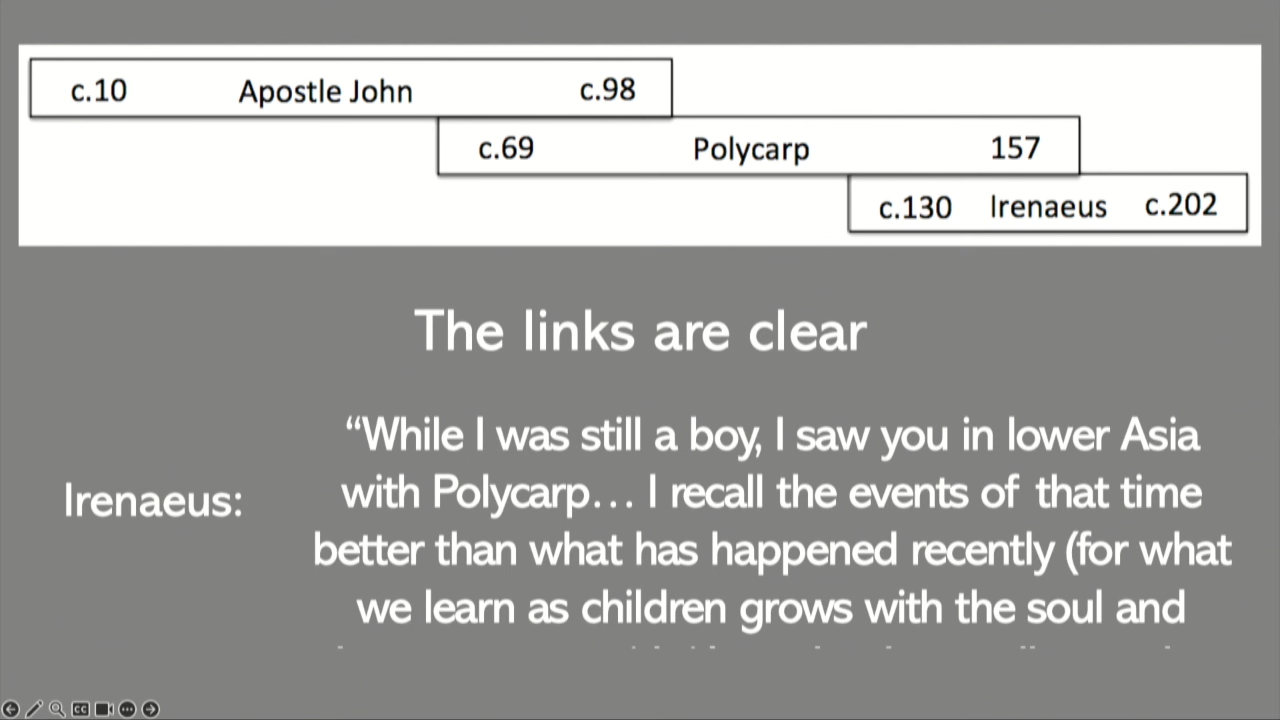 c.10 Apostle John c.98
c.69 Polycarp 157
c.130 Irenaeus c.202
The links are clear
Irenaeus:
“While I was still a boy, I saw you in lower Asia
with Polycarp… I recall the events of that time
better than what has happened recently (for what
we learn as children grows with the soul and
CC